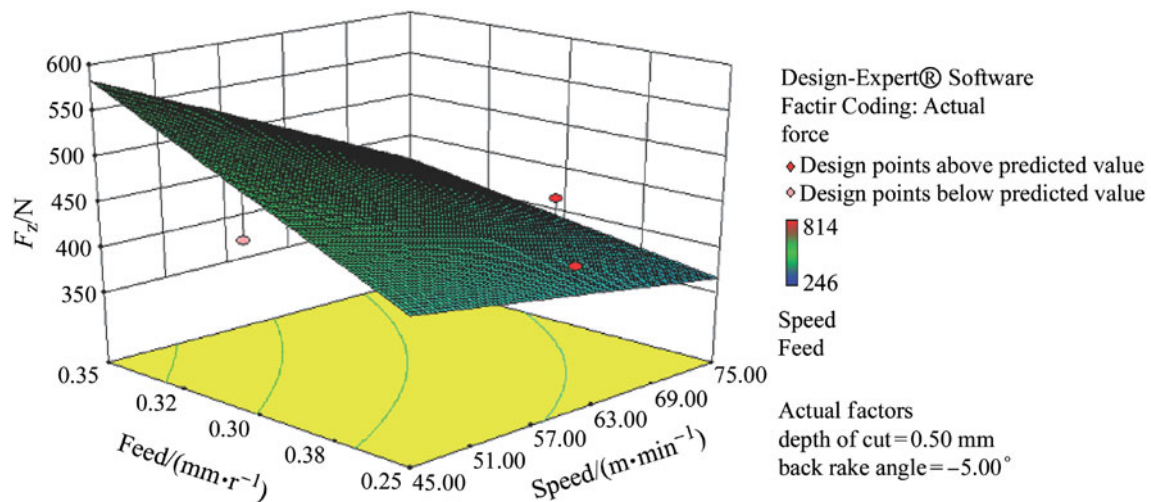 600
550
500
450
400
350
F_z/N
0.35
0.32
0.30
0.38
0.25
Feed/(mm•r⁻¹)
45.00
51.00
57.00
63.00
69.00
75.00
Speed/(m•min⁻¹)
Design-Expert® Software
Factir Coding: Actual
force
Design points above predicted value
Design points below predicted value
814
246
Speed
Feed
Actual factors
depth of cut=0.50 mm
back rake angle=−5.00°